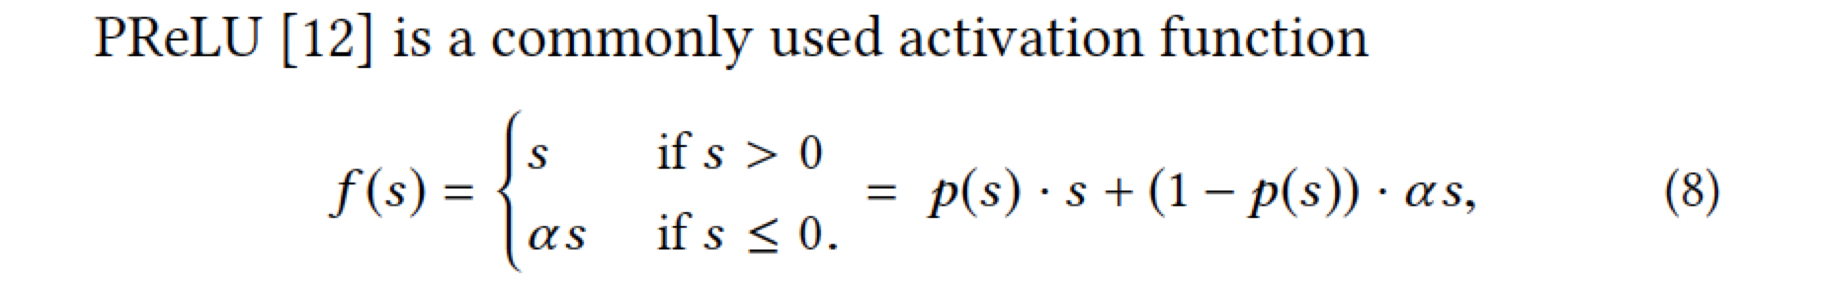 PReLU [12] is a commonly used activation function
f(s) = { s if s > 0
αs if s ≤ 0. = p(s) · s + (1 − p(s)) · αs, (8)